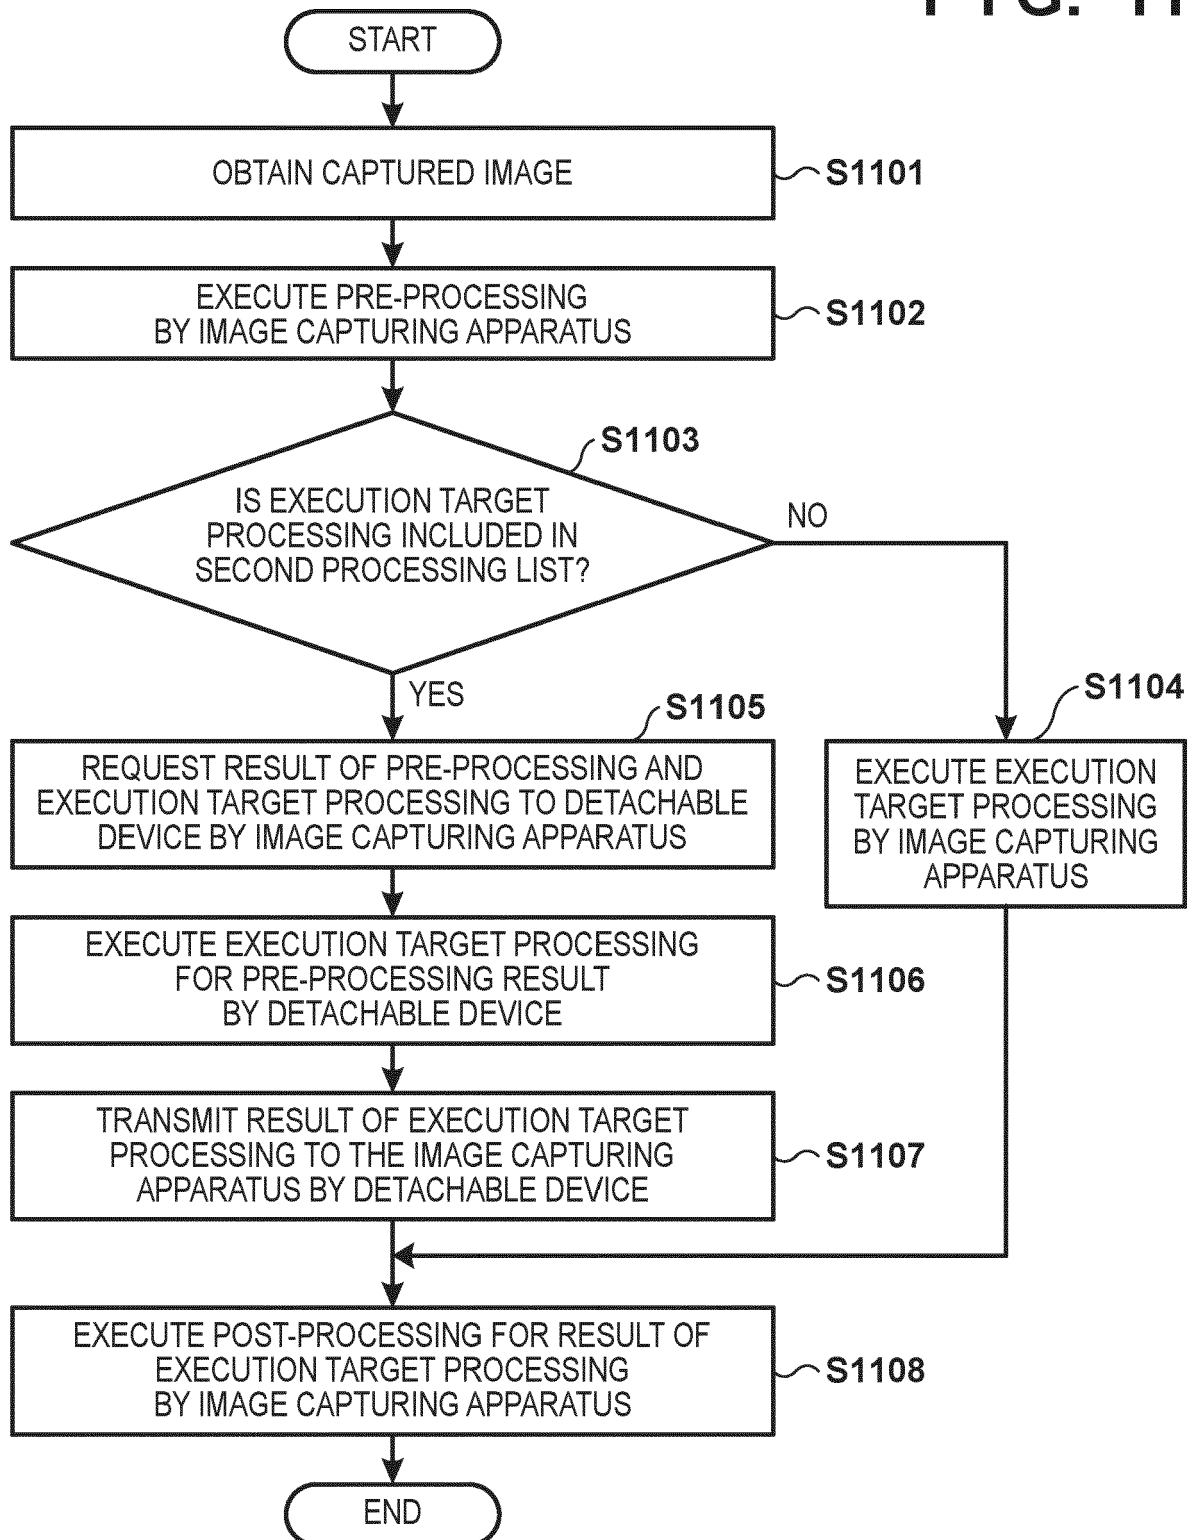 FIG. 11
START
OBTAIN CAPTURED IMAGE
S1101
EXECUTE PRE-PROCESSING
BY IMAGE CAPTURING APPARATUS
S1102
S1103
IS EXECUTION TARGET
PROCESSING INCLUDED IN
SECOND PROCESSING LIST?
NO
YES
S1105
REQUEST RESULT OF PRE-PROCESSING AND
EXECUTION TARGET PROCESSING TO DETACHABLE
DEVICE BY IMAGE CAPTURING APPARATUS
S1104
EXECUTE EXECUTION
TARGET PROCESSING
BY IMAGE CAPTURING
APPARATUS
EXECUTE EXECUTION TARGET PROCESSING
FOR PRE-PROCESSING RESULT
BY DETACHABLE DEVICE
S1106
TRANSMIT RESULT OF EXECUTION TARGET
PROCESSING TO THE IMAGE CAPTURING
APPARATUS BY DETACHABLE DEVICE
S1107
EXECUTE POST-PROCESSING FOR RESULT OF
EXECUTION TARGET PROCESSING
BY IMAGE CAPTURING APPARATUS
S1108
END